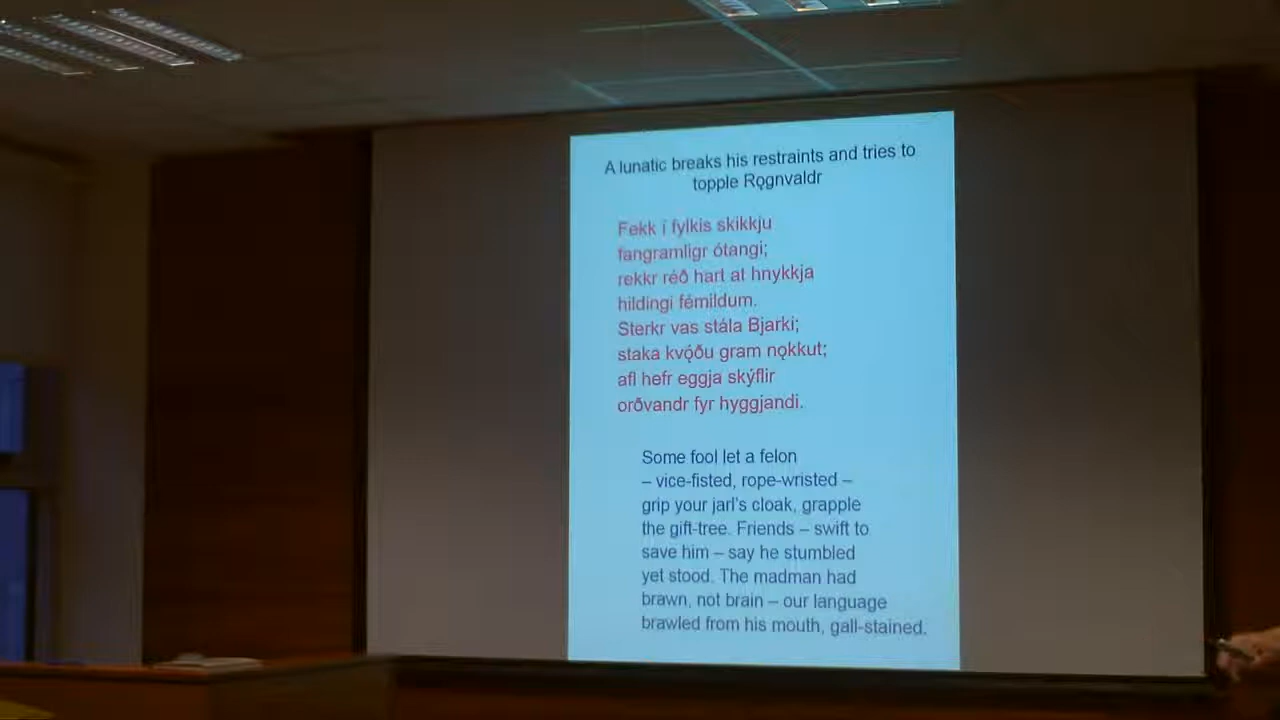 A lunatic breaks his restraints and tries to
topple Rǫgnvaldr
Fekk í fylkis skikkju
fangramligr ótangi;
rekkr réð hart at hnykkja
hildingi fémildum.
Sterkr vas stála Bjarki;
staka kvǫ́ðu gram nǫkkut;
afl hefr eggja skýflir
orðvandr fyr hyggjandi.
Some fool let a felon
– vice-fisted, rope-wristed –
grip your jarl's cloak, grapple
the gift-tree. Friends – swift to
save him – say he stumbled
yet stood. The madman had
brawn, not brain – our language
brawled from his mouth, gall-stained.